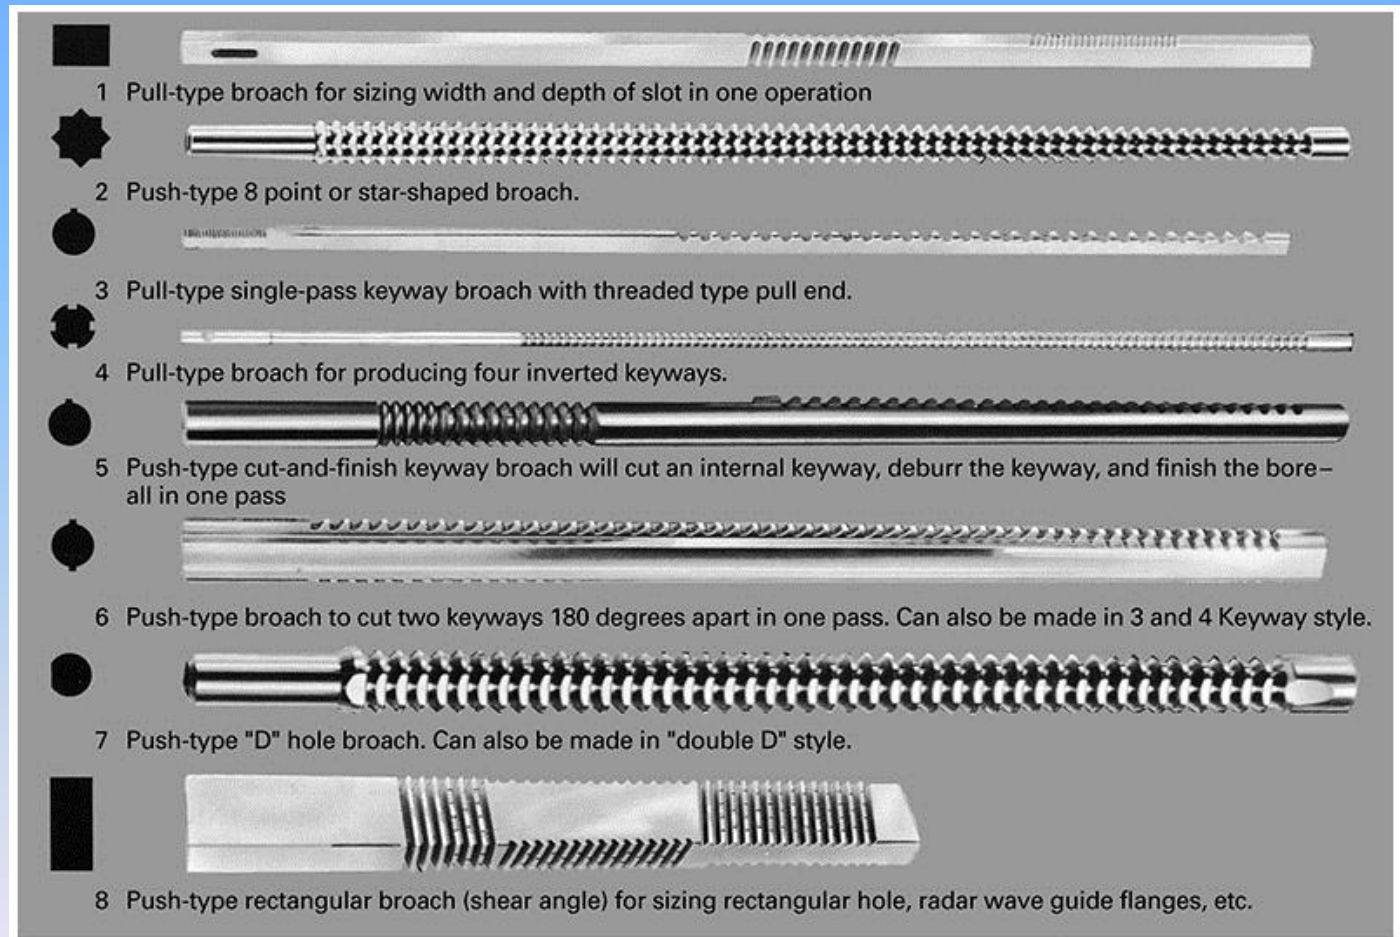 1 Pull-type broach for sizing width and depth of slot in one operation
2 Push-type 8 point or star-shaped broach.
3 Pull-type single-pass keyway broach with threaded type pull end.
4 Pull-type broach for producing four inverted keyways.
5 Push-type cut-and-finish keyway broach will cut an internal keyway, deburr the keyway, and finish the bore–
all in one pass
6 Push-type broach to cut two keyways 180 degrees apart in one pass. Can also be made in 3 and 4 Keyway style.
7 Push-type "D" hole broach. Can also be made in "double D" style.
8 Push-type rectangular broach (shear angle) for sizing rectangular hole, radar wave guide flanges, etc.